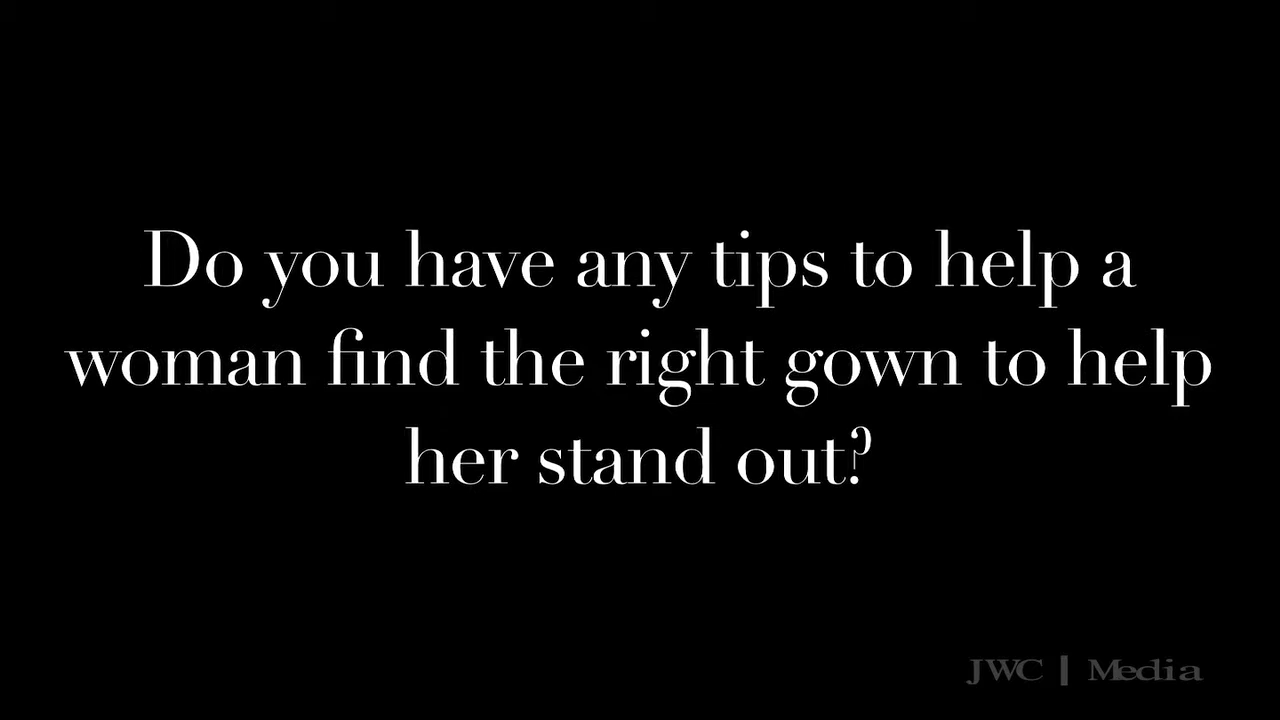 Do you have any tips to help a
woman find the right gown to help
her stand out?
JWC | Media